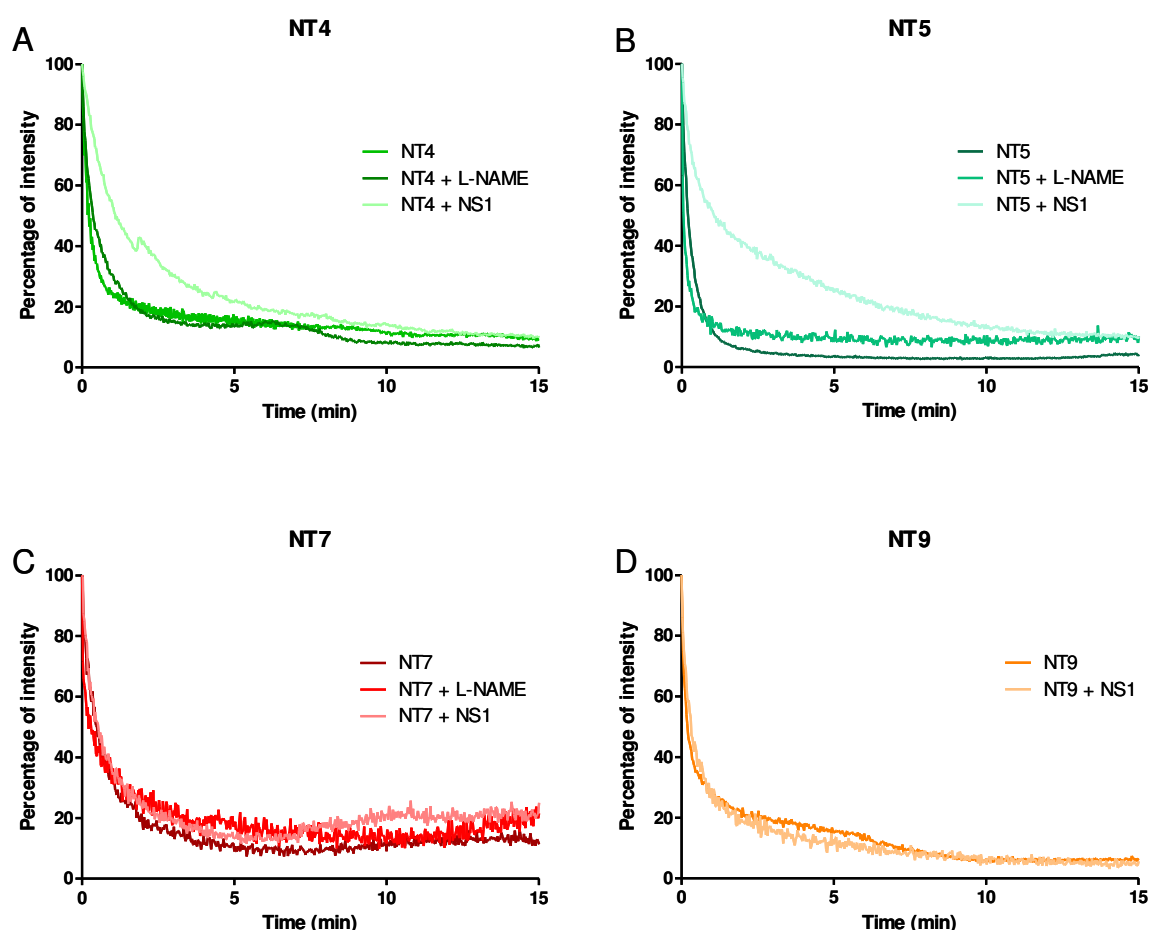 A
NT4
Percentage of intensity
100
80
60
40
20
0
NT4
NT4 + L-NAME
NT4 + NS1
0 5 10 15
Time (min)
B
NT5
Percentage of intensity
100
80
60
40
20
0
NT5
NT5 + L-NAME
NT5 + NS1
0 5 10 15
Time (min)
C
NT7
Percentage of intensity
100
80
60
40
20
0
NT7
NT7 + L-NAME
NT7 + NS1
0 5 10 15
Time (min)
D
NT9
Percentage of intensity
100
80
60
40
20
0
NT9
NT9 + NS1
0 5 10 15
Time (min)